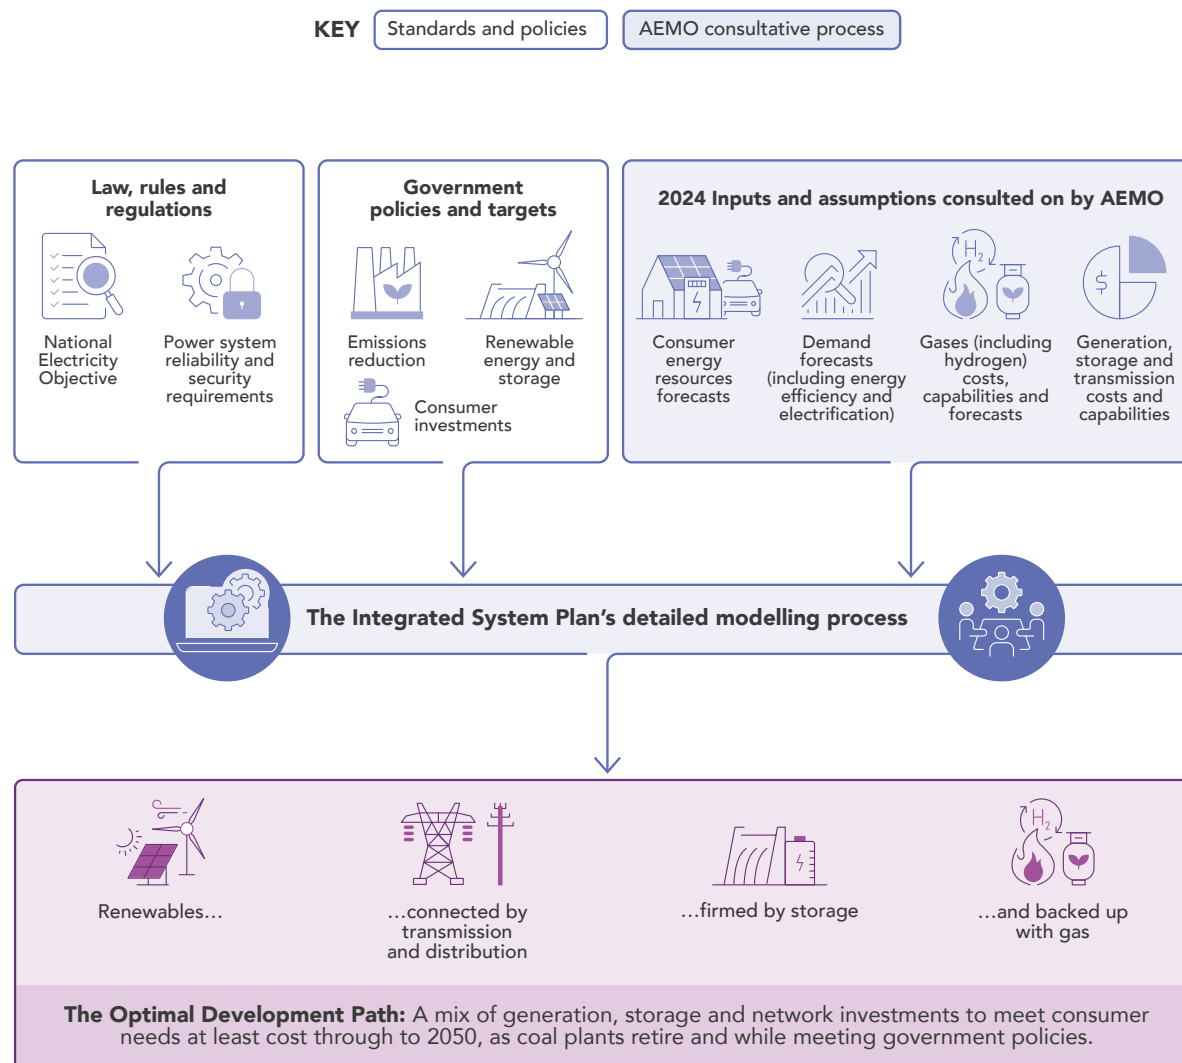 KEY
Standards and policies
AEMO consultative process
Law, rules and
regulations
National
Electricity
Objective
Power system
reliability and
security
requirements
Government
policies and targets
Emissions
reduction
Renewable
energy and
storage
Consumer
investments
2024 Inputs and assumptions consulted on by AEMO
Consumer
energy
resources
forecasts
Demand
forecasts
(including energy
efficiency and
electrification)
H2
Gases (including
hydrogen)
costs,
capabilities and
forecasts
$
Generation,
storage and
transmission
costs and
capabilities
The Integrated System Plan’s detailed modelling process
Renewables…
…connected by
transmission
and distribution
…firmed by storage
H2
…and backed up
with gas
The Optimal Development Path: A mix of generation, storage and network investments to meet consumer
needs at least cost through to 2050, as coal plants retire and while meeting government policies.